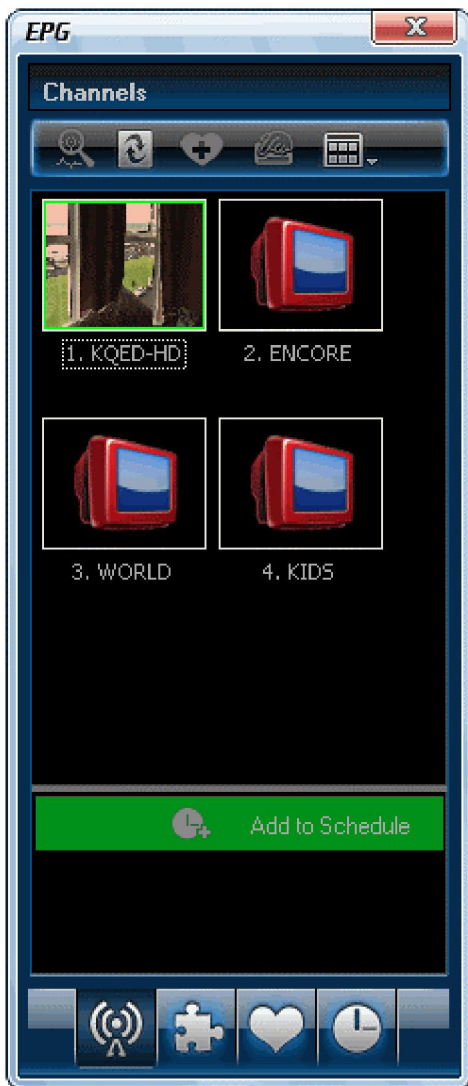 EPG
Channels
1. KQED-HD
2. ENCORE
3. WORLD
4. KIDS
Add to Schedule